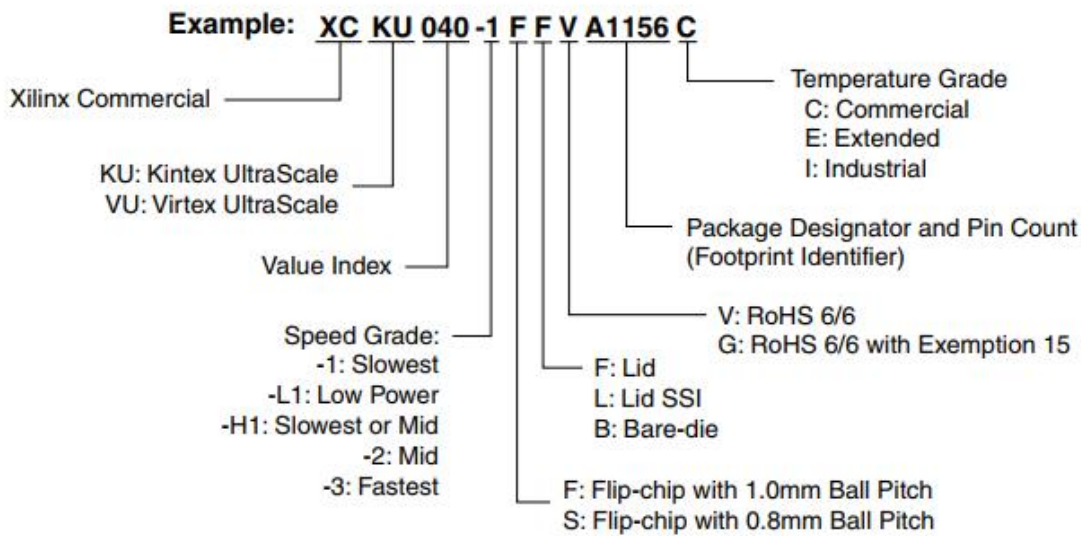 Example: XC KU 040 -1 F F V A1156 C
Xilinx Commercial
KU: Kintex UltraScale
VU: Virtex UltraScale
Value Index
Speed Grade:
-1: Slowest
-L1: Low Power
-H1: Slowest or Mid
-2: Mid
-3: Fastest
Temperature Grade
C: Commercial
E: Extended
I: Industrial
Package Designator and Pin Count
(Footprint Identifier)
V: RoHS 6/6
G: RoHS 6/6 with Exemption 15
F: Lid
L: Lid SSI
B: Bare-die
F: Flip-chip with 1.0mm Ball Pitch
S: Flip-chip with 0.8mm Ball Pitch